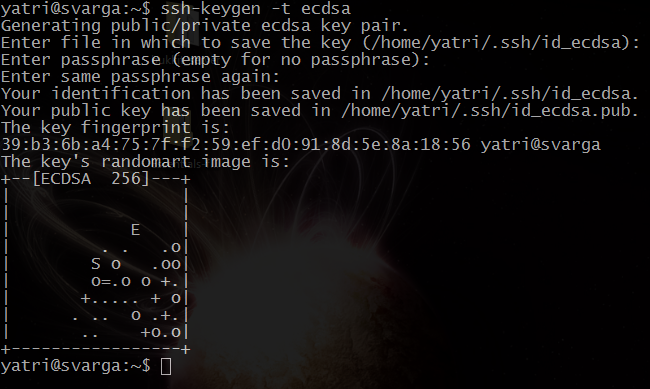 yatri@svarga:~$ ssh-keygen -t ecdsa
Generating public/private ecdsa key pair.
Enter file in which to save the key (/home/yatri/.ssh/id_ecdsa):
Enter passphrase (empty for no passphrase):
Enter same passphrase again:
Your identification has been saved in /home/yatri/.ssh/id_ecdsa.
Your public key has been saved in /home/yatri/.ssh/id_ecdsa.pub.
The key fingerprint is:
39:b3:6b:a4:75:7f:f2:59:ef:d0:91:8d:5e:8a:18:56 yatri@svarga
The key's randomart image is:
+--[ECDSA  256]---+
|                 |
|                 |
|            E    |
|         . .   .o|
|        S o   .oo|
|        o=.o o +.|
|       +..... + o|
|      . ..  o .+.|
|       ..    +o.o|
+-----------------+
yatri@svarga:~$